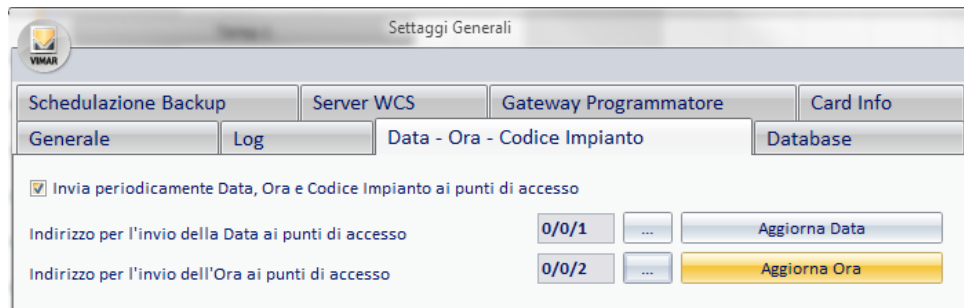 Settaggi Generali
VIMAR
Schedulazione Backup Server WCS Gateway Programmatore Card Info
Generale Log Data - Ora - Codice Impianto Database
Invia periodicamente Data, Ora e Codice Impianto ai punti di accesso
Indirizzo per l'invio della Data ai punti di accesso 0/0/1 ... Aggiorna Data
Indirizzo per l'invio dell'Ora ai punti di accesso 0/0/2 ... Aggiorna Ora